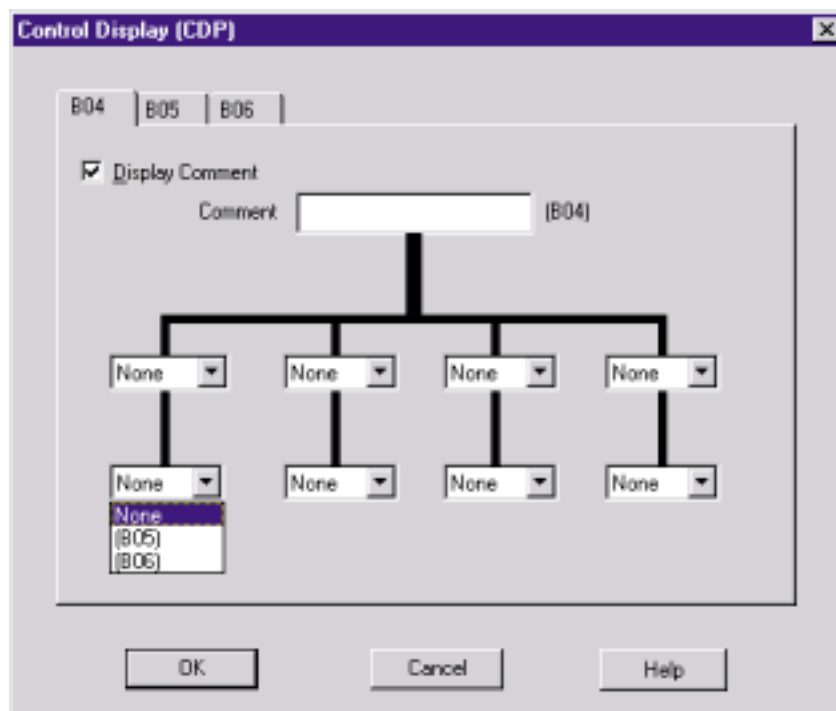 Control Display (CDP)
B04 B05 B06
Display Comment
Comment (B04)
None None None None
None None None None
None
(B05)
(B06)
OK Cancel Help